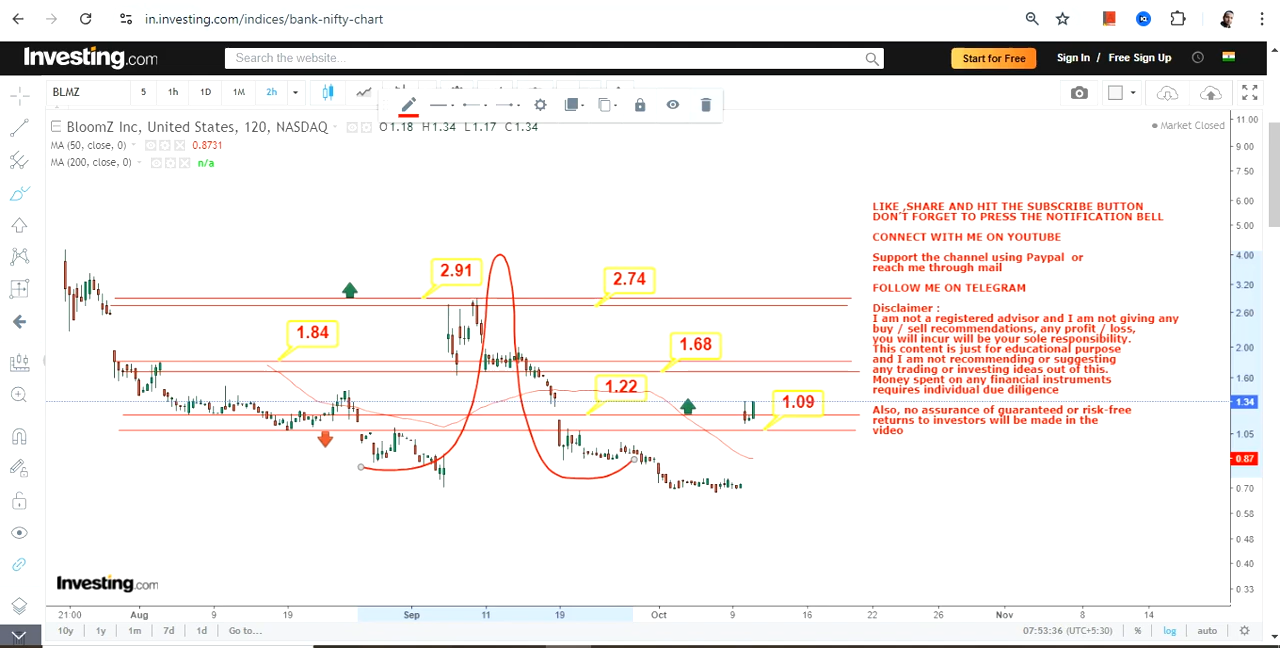 in.investing.com/indices/bank-nifty-chart
Investing.com
Search the website...
Start for Free
Sign In / Free Sign Up
BLMZ 5 1h 1D 1M 2h
BloomZ Inc, United States, 120, NASDAQ O1.18 H1.34 L1.17 C1.34
Market Closed
MA (50, close, 0) 0.8731
MA (200, close, 0) n/a
11.00
9.00
7.50
6.00
5.00
4.00
3.20
2.60
2.00
1.60
1.34
1.05
0.87
0.70
0.58
0.48
0.40
0.33
LIKE ,SHARE AND HIT THE SUBSCRIBE BUTTON
DON'T FORGET TO PRESS THE NOTIFICATION BELL
CONNECT WITH ME ON YOUTUBE
Support the channel using Paypal or
reach me through mail
FOLLOW ME ON TELEGRAM
Disclaimer :
I am not a registered advisor and I am not giving any
buy / sell recommendations, any profit / loss,
you will incur will be your sole responsibility.
This content is just for educational purpose
and I am not recommending or suggesting
any trading or investing ideas out of this.
Money spent on any financial instruments
requires individual due diligence
Also, no assurance of guaranteed or risk-free
returns to investors will be made in the
video
2.91
2.74
1.84
1.68
1.22
1.09
Investing.com
21:00 Aug 9 19 Sep 11 19 Oct 9 16 22 26 Nov 8 14
10y 1y 1m 7d 1d Go to...
07:53:36 (UTC+5:30) % log auto